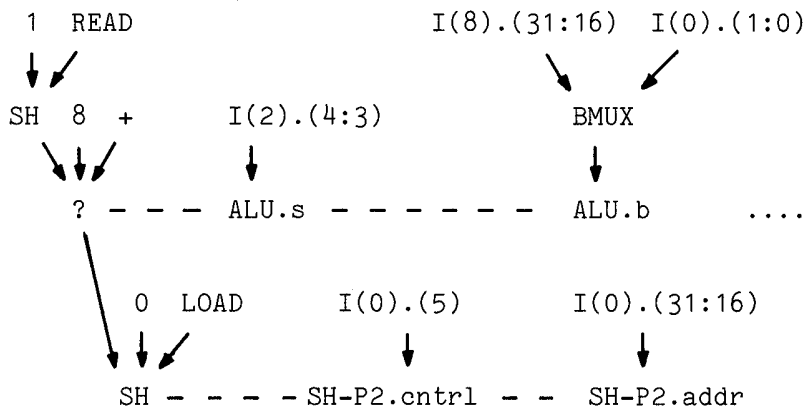 1 READ I(8).(31:16) I(0).(1:0)
SH 8 + I(2).(4:3) BMUX
? - - - ALU.s - - - - - - ALU.b ....
0 LOAD I(0).(5) I(0).(31:16)
SH - - - - SH-P2.cntrl - - SH-P2.addr